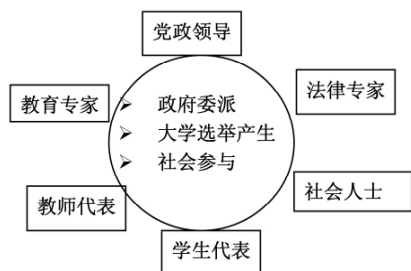 党政领导
教育专家
法律专家
➢ 政府委派
➢ 大学选举产生
➢ 社会参与
教师代表
社会人士
学生代表